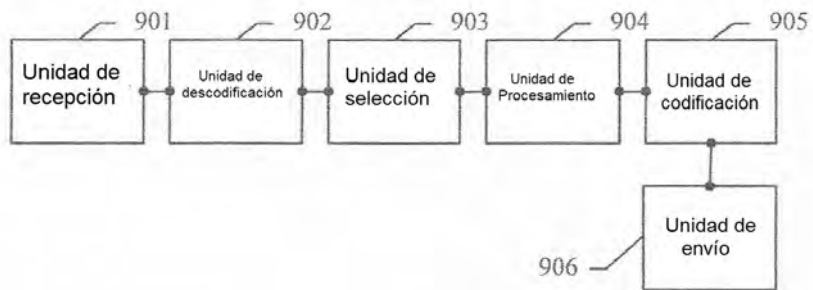 901
902
903
904
905
Unidad de
recepción
Unidad de
descodificación
Unidad de
selección
Unidad de
Procesamiento
Unidad de
codificación
Unidad de
envío
906